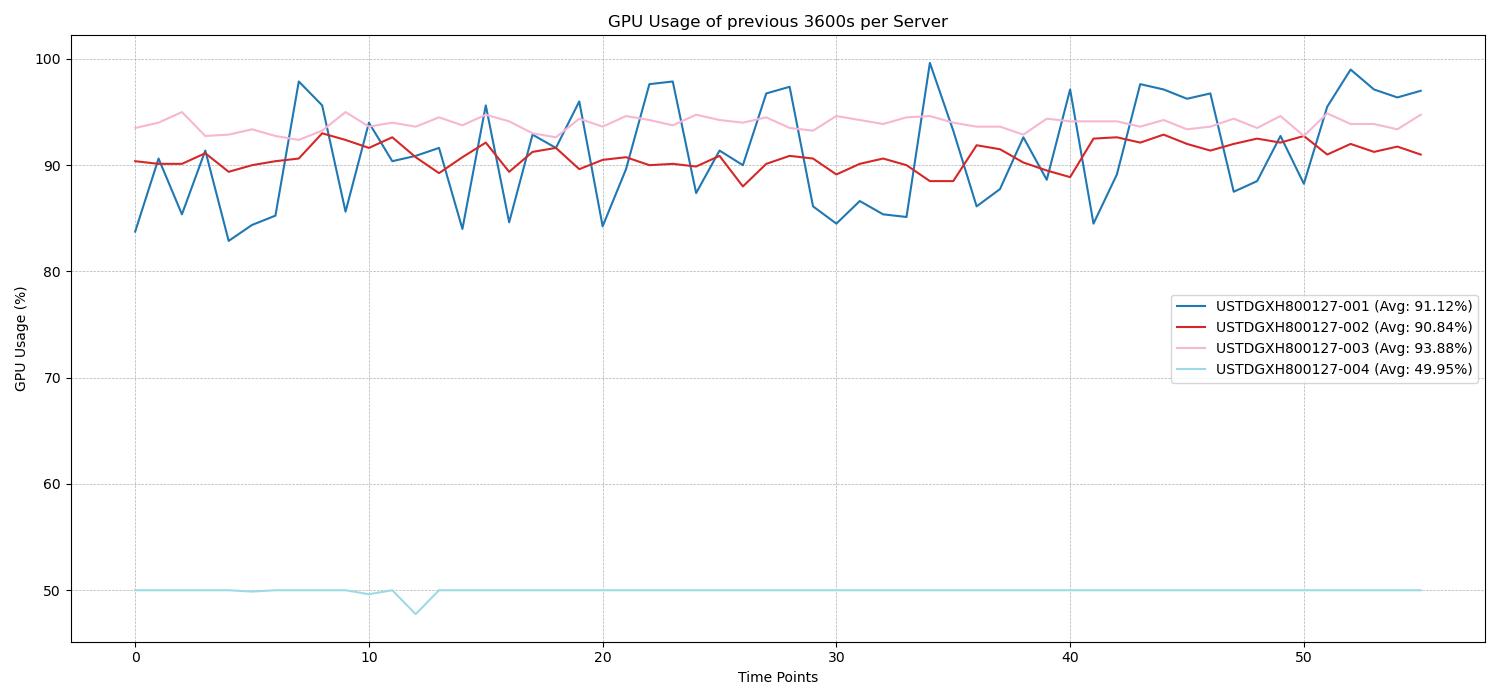 GPU Usage of previous 3600s per Server
GPU Usage (%)
100
90
80
70
60
50
USTDGXH800127-001 (Avg: 91.12%)
USTDGXH800127-002 (Avg: 90.84%)
USTDGXH800127-003 (Avg: 93.88%)
USTDGXH800127-004 (Avg: 49.95%)
0 10 20 30 40 50
Time Points